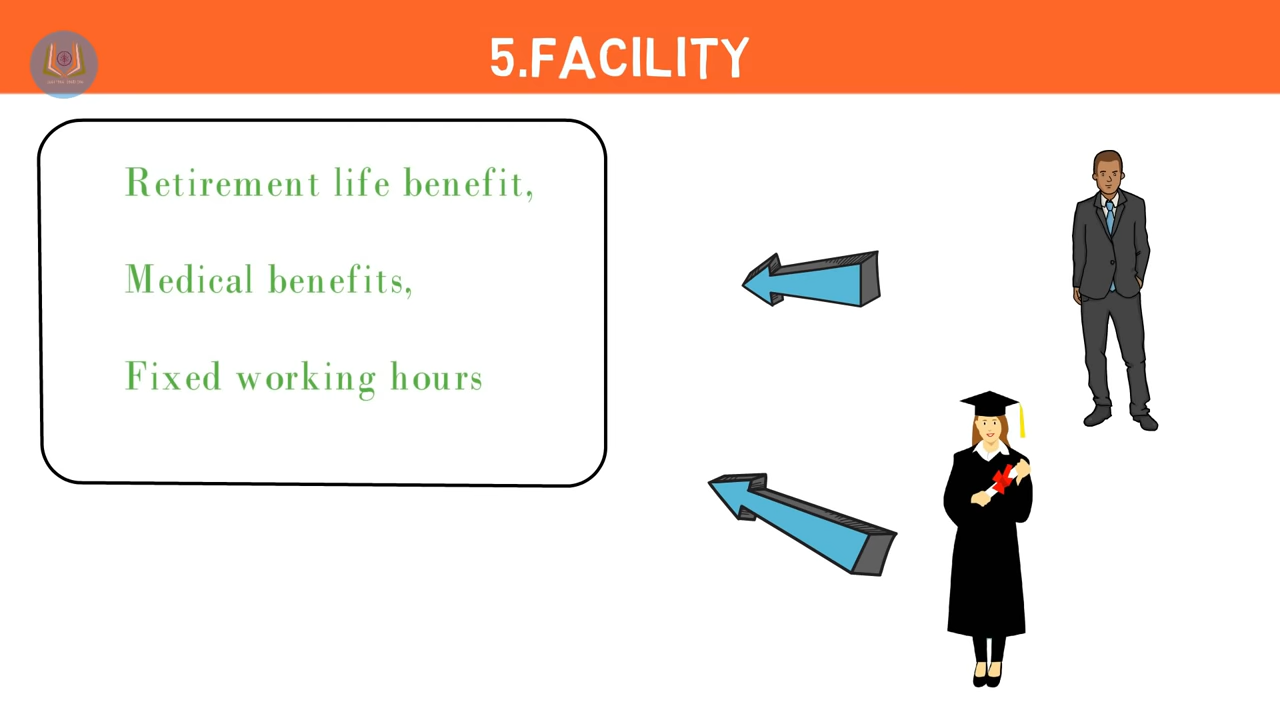 5.FACILITY
Retirement life benefit,
Medical benefits,
Fixed working hours